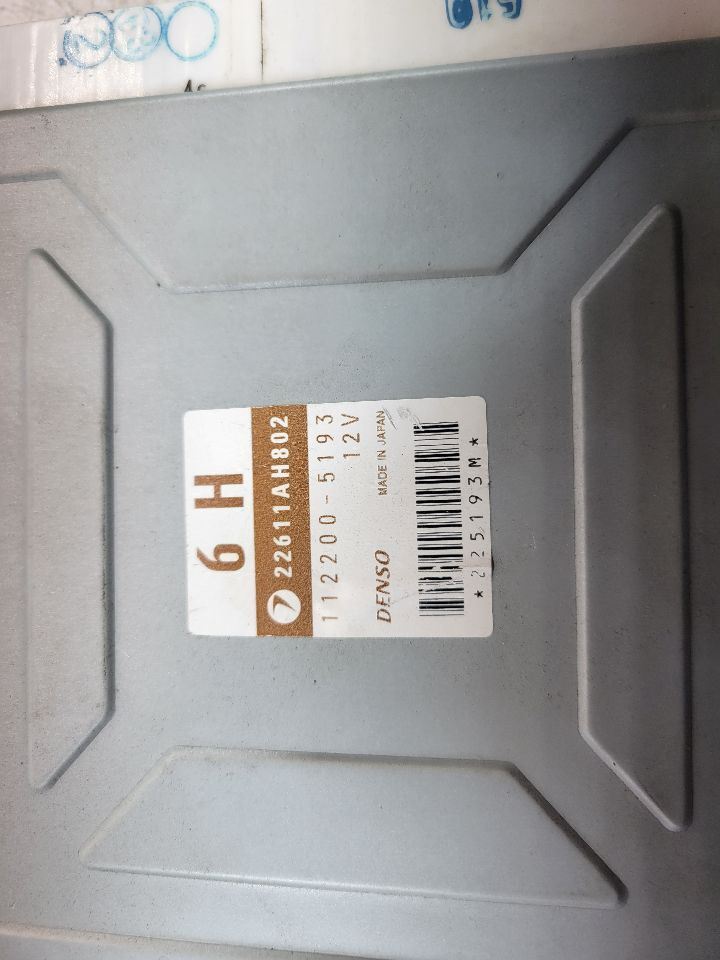 6 H
22611AH802
112200-5193
12V
DENSO MADE IN JAPAN
*225193M*